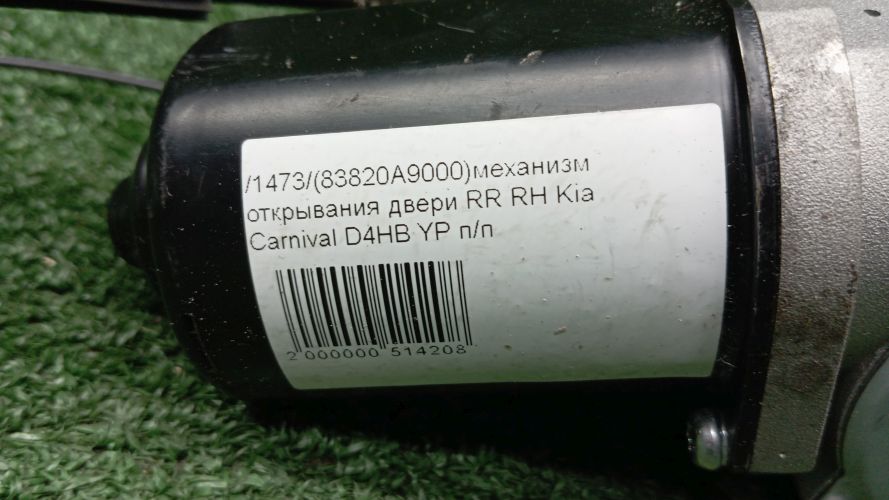 /1473/(83820A9000)механизм
открывания двери RR RH Kia
Carnival D4HB YP п/п
2 000000 514208